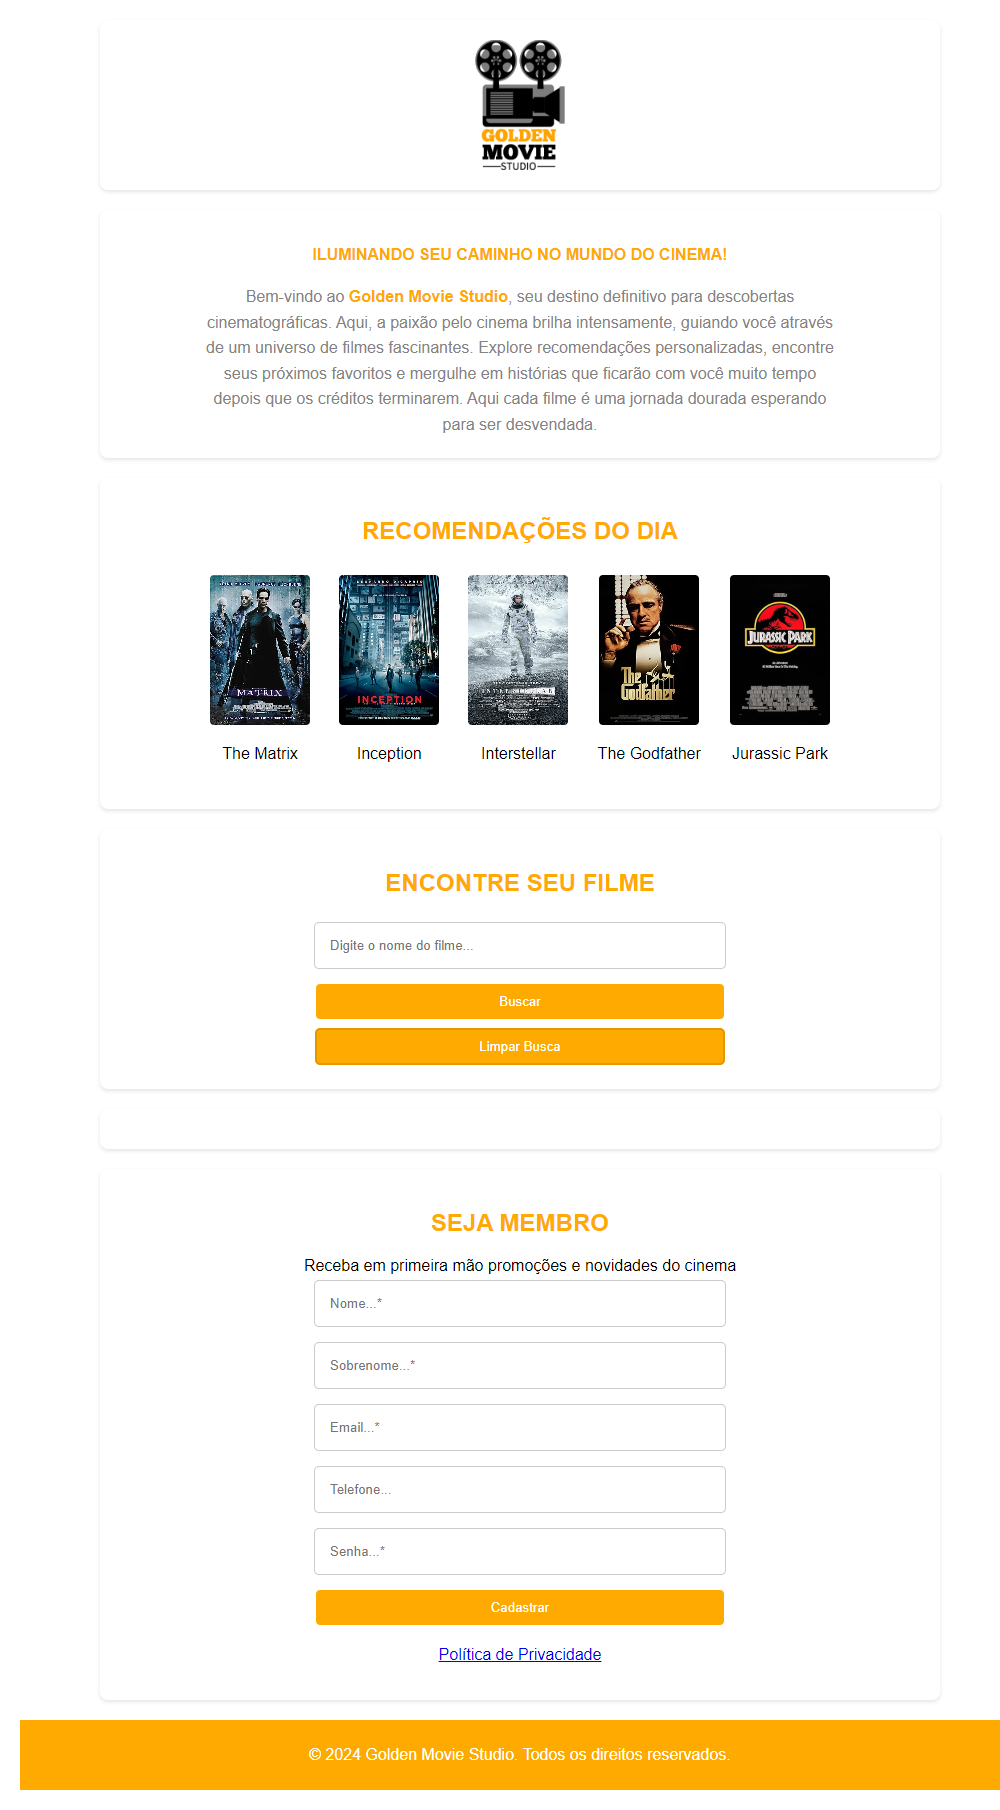 GOLDEN
MOVIE
STUDIO
ILUMINANDO SEU CAMINHO NO MUNDO DO CINEMA!
Bem-vindo ao Golden Movie Studio, seu destino definitivo para descobertas
cinematográficas. Aqui, a paixão pelo cinema brilha intensamente, guiando você através
de um universo de filmes fascinantes. Explore recomendações personalizadas, encontre
seus próximos favoritos e mergulhe em histórias que ficarão com você muito tempo
depois que os créditos terminarem. Aqui cada filme é uma jornada dourada esperando
para ser desvendada.
RECOMENDAÇÕES DO DIA
MATRIX
INCEPTION
The
Godfather
JURASSIC PARK
The Matrix
Inception
Interstellar
The Godfather
Jurassic Park
ENCONTRE SEU FILME
Digite o nome do filme...
Buscar
Limpar Busca
SEJA MEMBRO
Receba em primeira mão promoções e novidades do cinema
Nome...*
Sobrenome...*
Email...*
Telefone...
Senha...*
Cadastrar
Política de Privacidade
© 2024 Golden Movie Studio. Todos os direitos reservados.